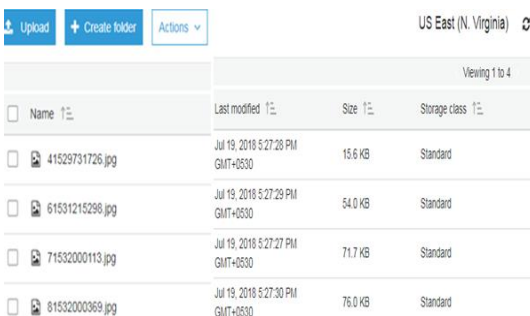 Upload + Create folder Actions US East (N. Virginia)
Viewing 1 to 4
Name Last modified Size Storage class
41529731726.jpg Jul 19, 2018 5:27:28 PM GMT+0530 15.6 KB Standard
61531215298.jpg Jul 19, 2018 5:27:29 PM GMT+0530 54.0 KB Standard
71532000113.jpg Jul 19, 2018 5:27:27 PM GMT+0530 71.7 KB Standard
81532000369.jpg Jul 19, 2018 5:27:30 PM GMT+0530 76.0 KB Standard